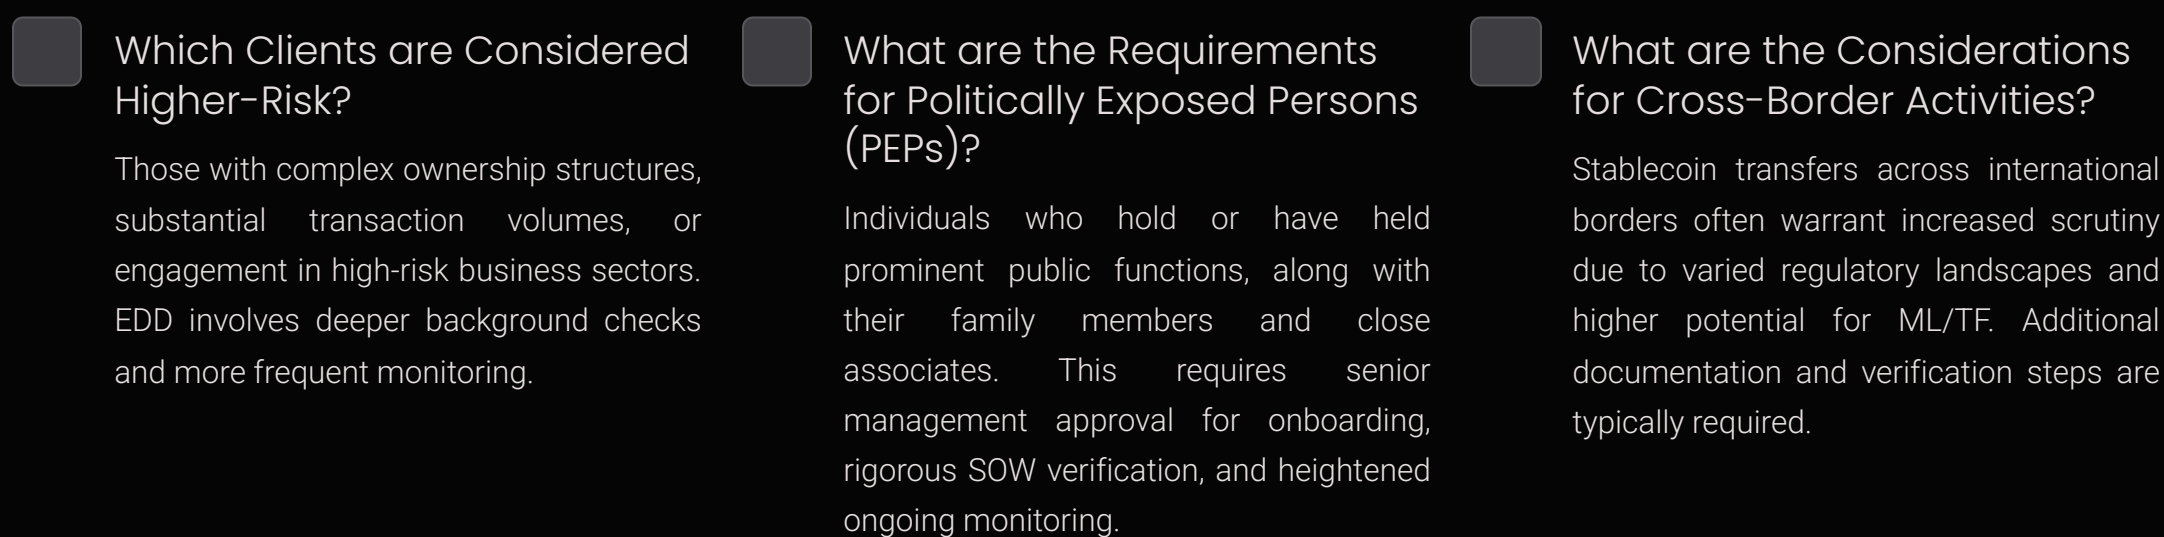 Which Clients are Considered
Higher-Risk?
Those with complex ownership structures,
substantial transaction volumes, or
engagement in high-risk business sectors.
EDD involves deeper background checks
and more frequent monitoring.
What are the Requirements
for Politically Exposed Persons
(PEPs)?
Individuals who hold or have held
prominent public functions, along with
their family members and close
associates. This requires senior
management approval for onboarding,
rigorous SOW verification, and heightened
ongoing monitoring.
What are the Considerations
for Cross-Border Activities?
Stablecoin transfers across international
borders often warrant increased scrutiny
due to varied regulatory landscapes and
higher potential for ML/TF. Additional
documentation and verification steps are
typically required.